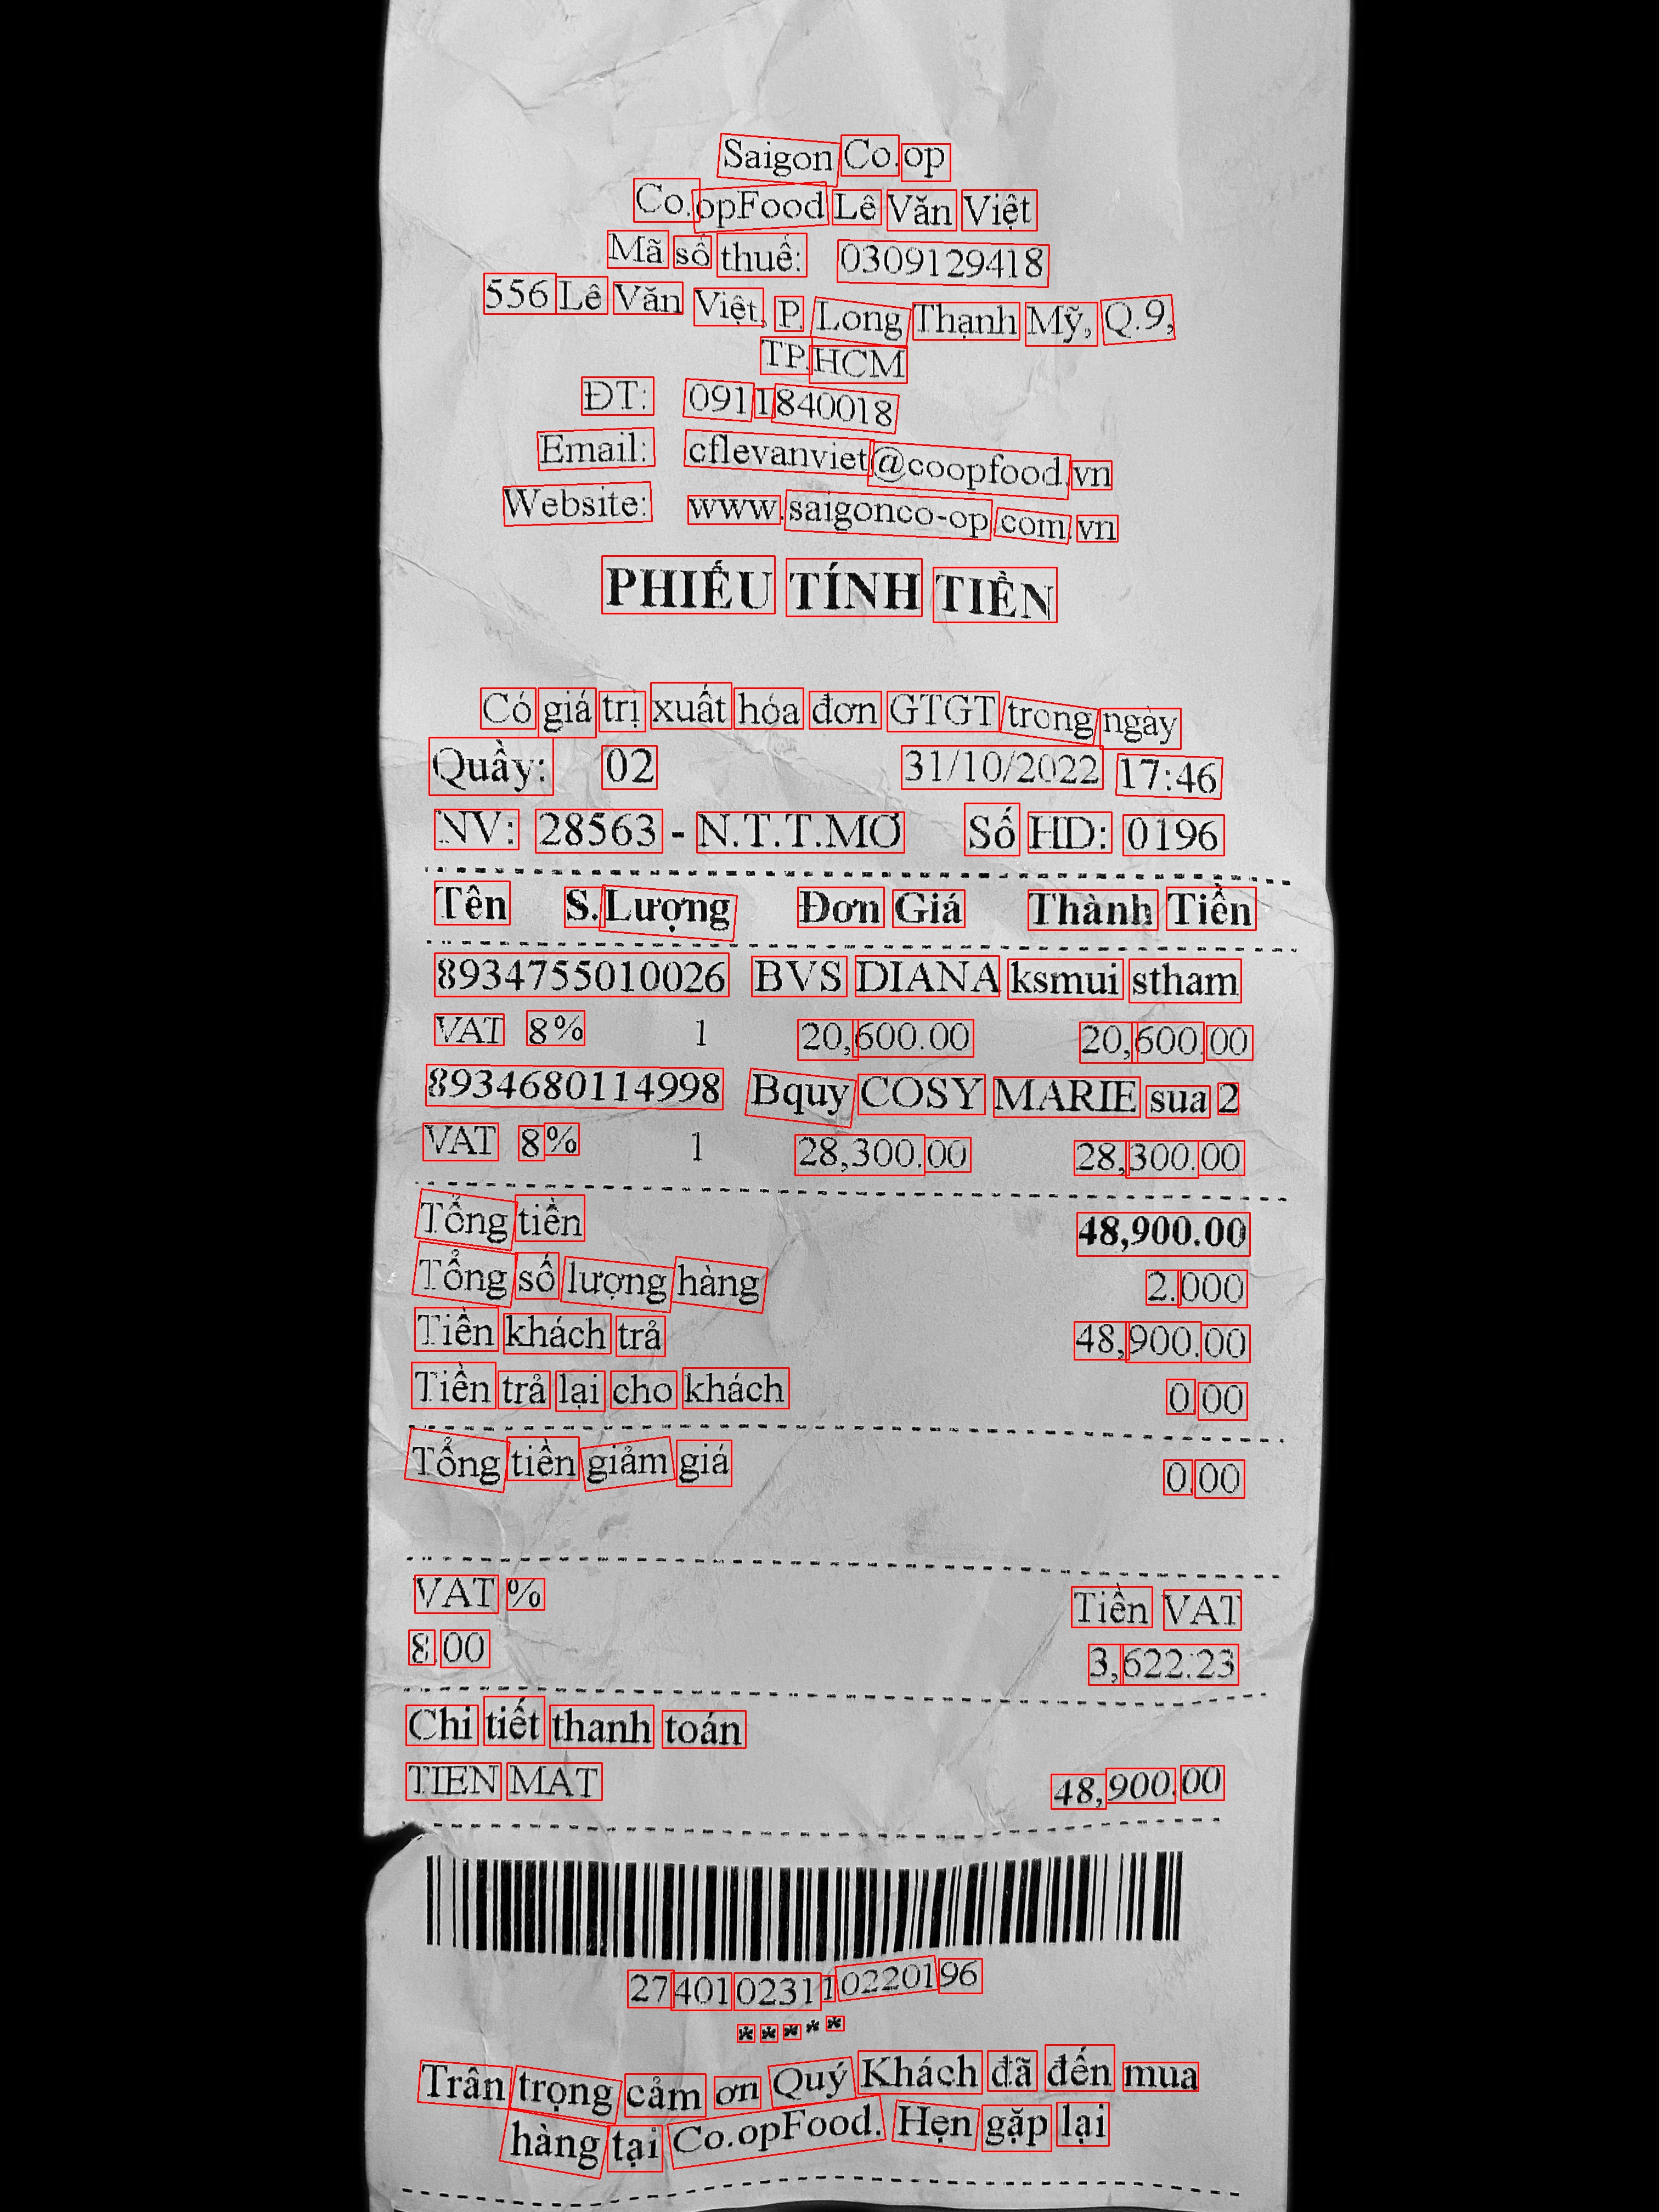 Saigon Co.op
Co.opFood Lê Văn Việt
Mã số thuế: 0309129418
556 Lê Văn Việt, P. Long Thạnh Mỹ, Q.9,
TP.HCM
ĐT: 0911840018
Email: cflevanviet@coopfood.vn
Website: www.saigonco-op.com.vn
PHIẾU TÍNH TIỀN
Có giá trị xuất hóa đơn GTGT trong ngày
Quầy: 02 31/10/2022 17:46
NV: 28563 - N.T.T.MƠ Số HD: 0196
Tên S.Lượng Đơn Giá Thành Tiền
8934755010026 BVS DIANA ksmui stham
VAT 8% 1 20,600.00 20,600.00
8934680114998 Bquy COSY MARIE sua 2
VAT 8% 1 28,300.00 28,300.00
Tổng tiền 48,900.00
Tổng số lượng hàng 2.000
Tiền khách trả 48,900.00
Tiền trả lại cho khách 0.00
Tổng tiền giảm giá 0.00
VAT % Tiền VAT
8.00 3,622.23
Chi tiết thanh toán
TIEN MAT 48,900.00
27401023110220196
*****
Trân trọng cảm ơn Quý Khách đã đến mua
hàng tại Co.opFood. Hẹn gặp lại